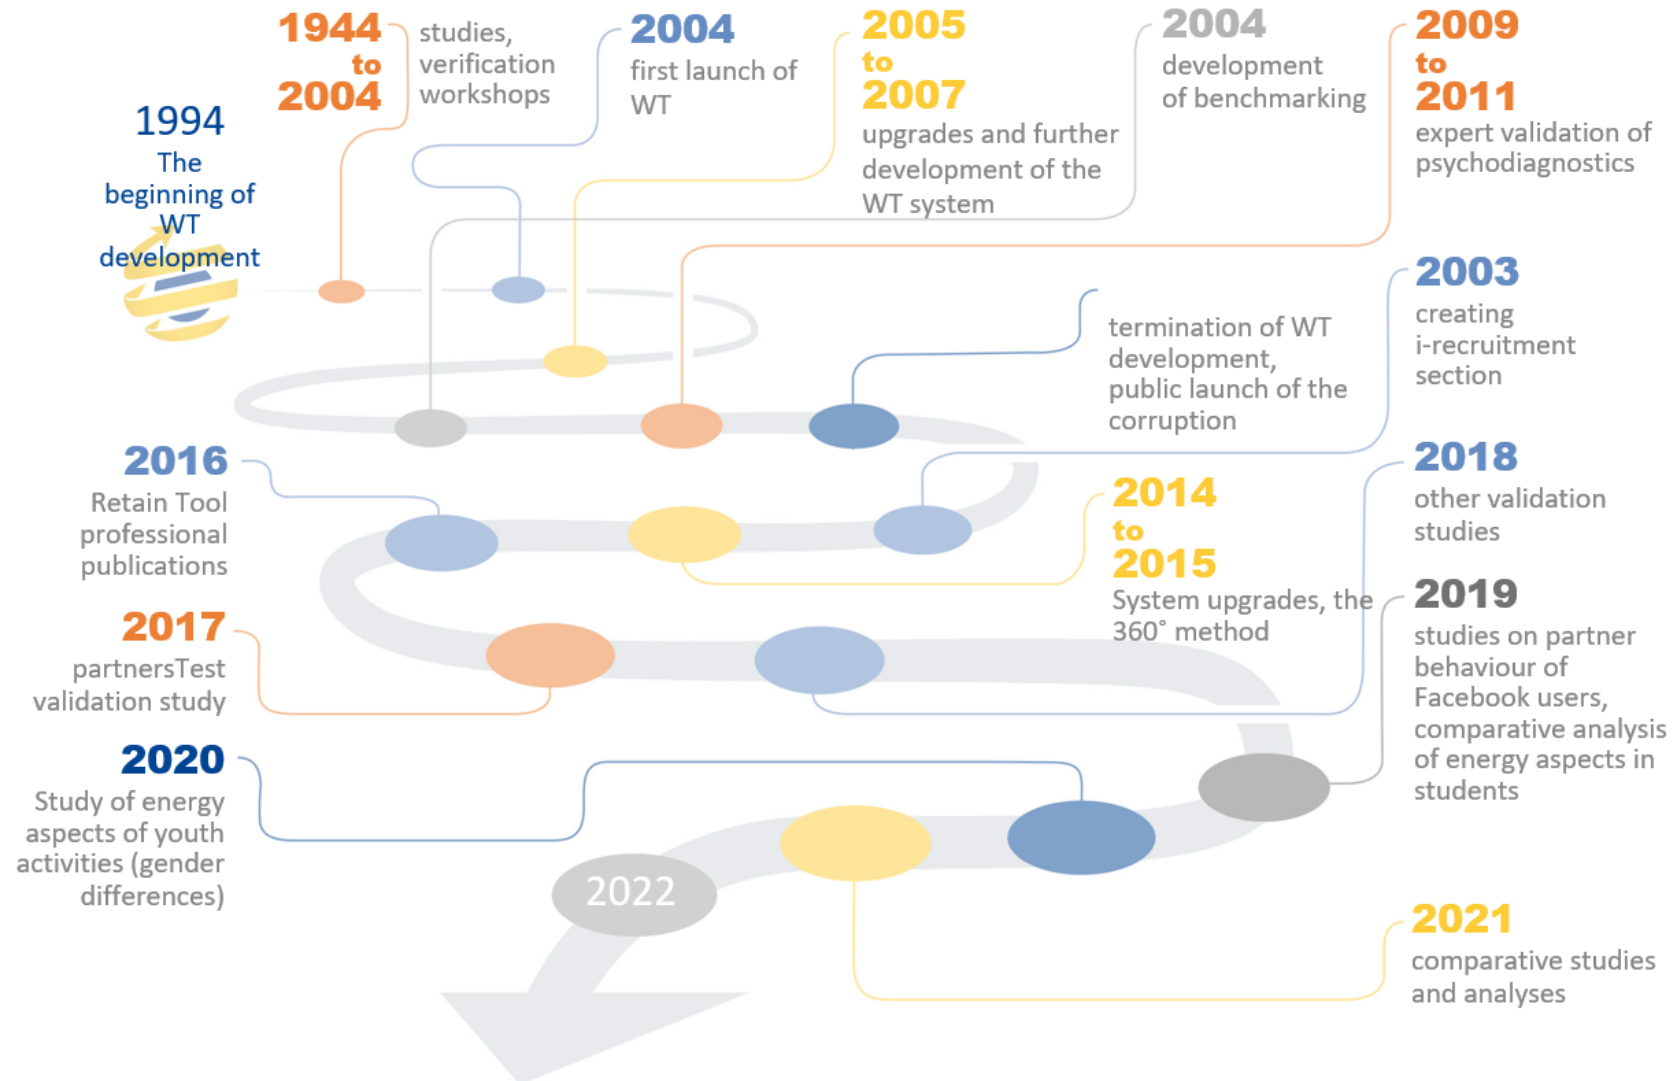 1994
The
beginning of
WT
development
1944
to
2004
studies,
verification
workshops
2004
first launch of
WT
2005
to
2007
upgrades and further
development of the
WT system
2004
development
of benchmarking
2009
to
2011
expert validation of
psychodiagnostics
termination of WT
development,
public launch of the
corruption
2003
creating
i-recruitment
section
2014
to
2015
System upgrades, the
360˚ method
2016
Retain Tool
professional
publications
2017
partnersTest
validation study
2018
other validation
studies
2019
studies on partner
behaviour of
Facebook users,
comparative analysis
of energy aspects in
students
2020
Study of energy
aspects of youth
activities (gender
differences)
2021
comparative studies
and analyses
2022